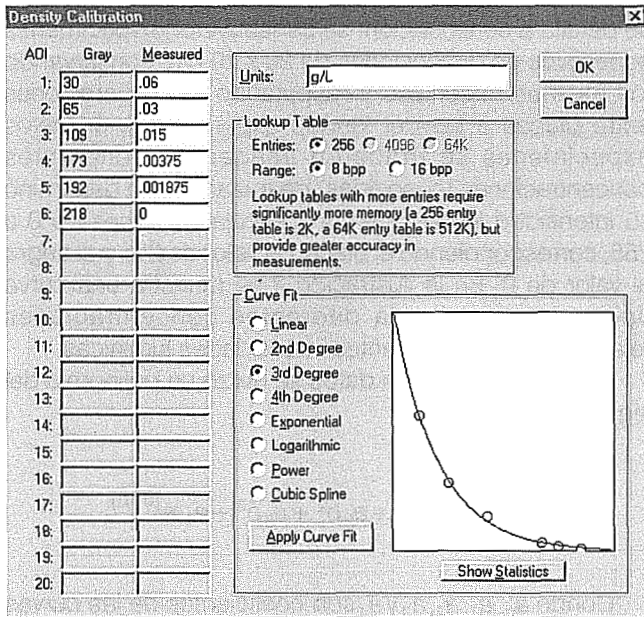 Density Calibration
AOI Gray Measured
1: 30 .06
2: 65 .03
3: 109 .015
4: 173 .00375
5: 192 .001875
6: 218 0
7:
8:
9:
10:
11:
12:
13:
14:
15:
16:
17:
18:
19:
20:
Units: g/L
OK
Cancel
Lookup Table
Entries: 256 4096 64K
Range: 8 bpp 16 bpp
Lookup tables with more entries require
significantly more memory (a 256 entry
table is 2K, a 64K entry table is 512K), but
provide greater accuracy in
measurements.
Curve Fit
Linear
2nd Degree
3rd Degree
4th Degree
Exponential
Logarithmic
Power
Cubic Spline
Apply Curve Fit
Show Statistics